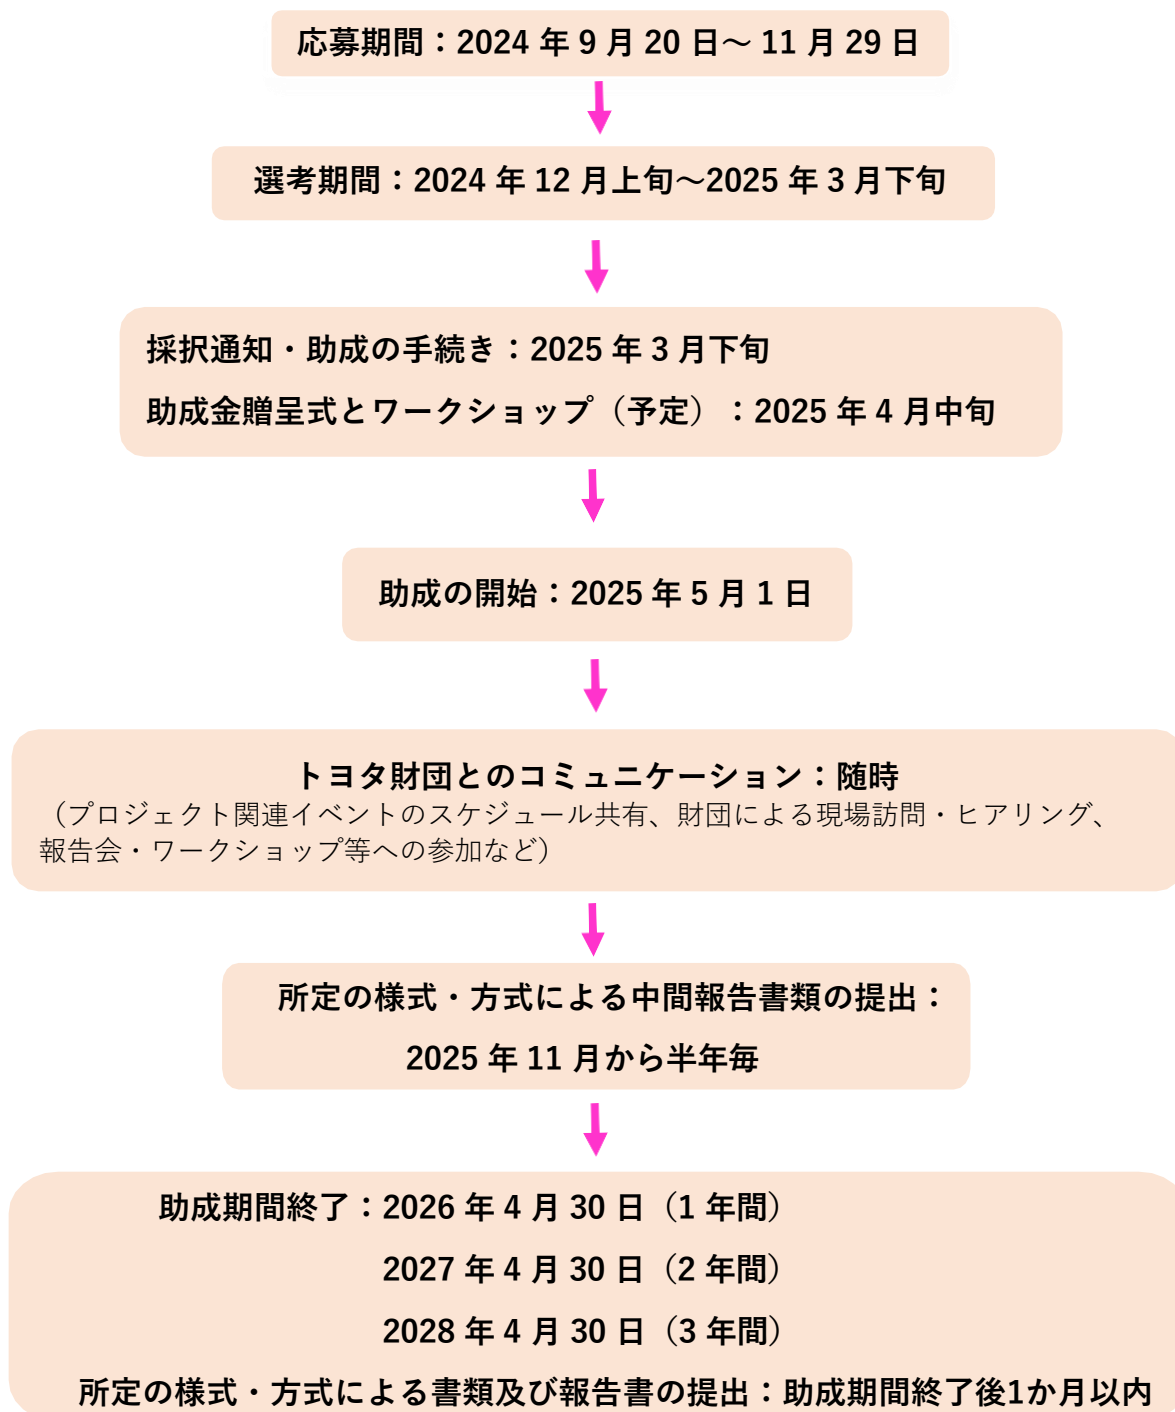 応募期間：2024 年 9 月 20 日～ 11 月 29 日
選考期間：2024 年 12 月上旬～2025 年 3 月下旬
採択通知・助成の手続き：2025 年 3 月下旬
助成金贈呈式とワークショップ（予定）：2025 年 4 月中旬
助成の開始：2025 年 5 月 1 日
トヨタ財団とのコミュニケーション：随時
（プロジェクト関連イベントのスケジュール共有、財団による現場訪問・ヒアリング、
報告会・ワークショップ等への参加など）
所定の様式・方式による中間報告書類の提出：
2025 年 11 月から半年毎
助成期間終了：2026 年 4 月 30 日（1 年間）
2027 年 4 月 30 日（2 年間）
2028 年 4 月 30 日（3 年間）
所定の様式・方式による書類及び報告書の提出：助成期間終了後1か月以内